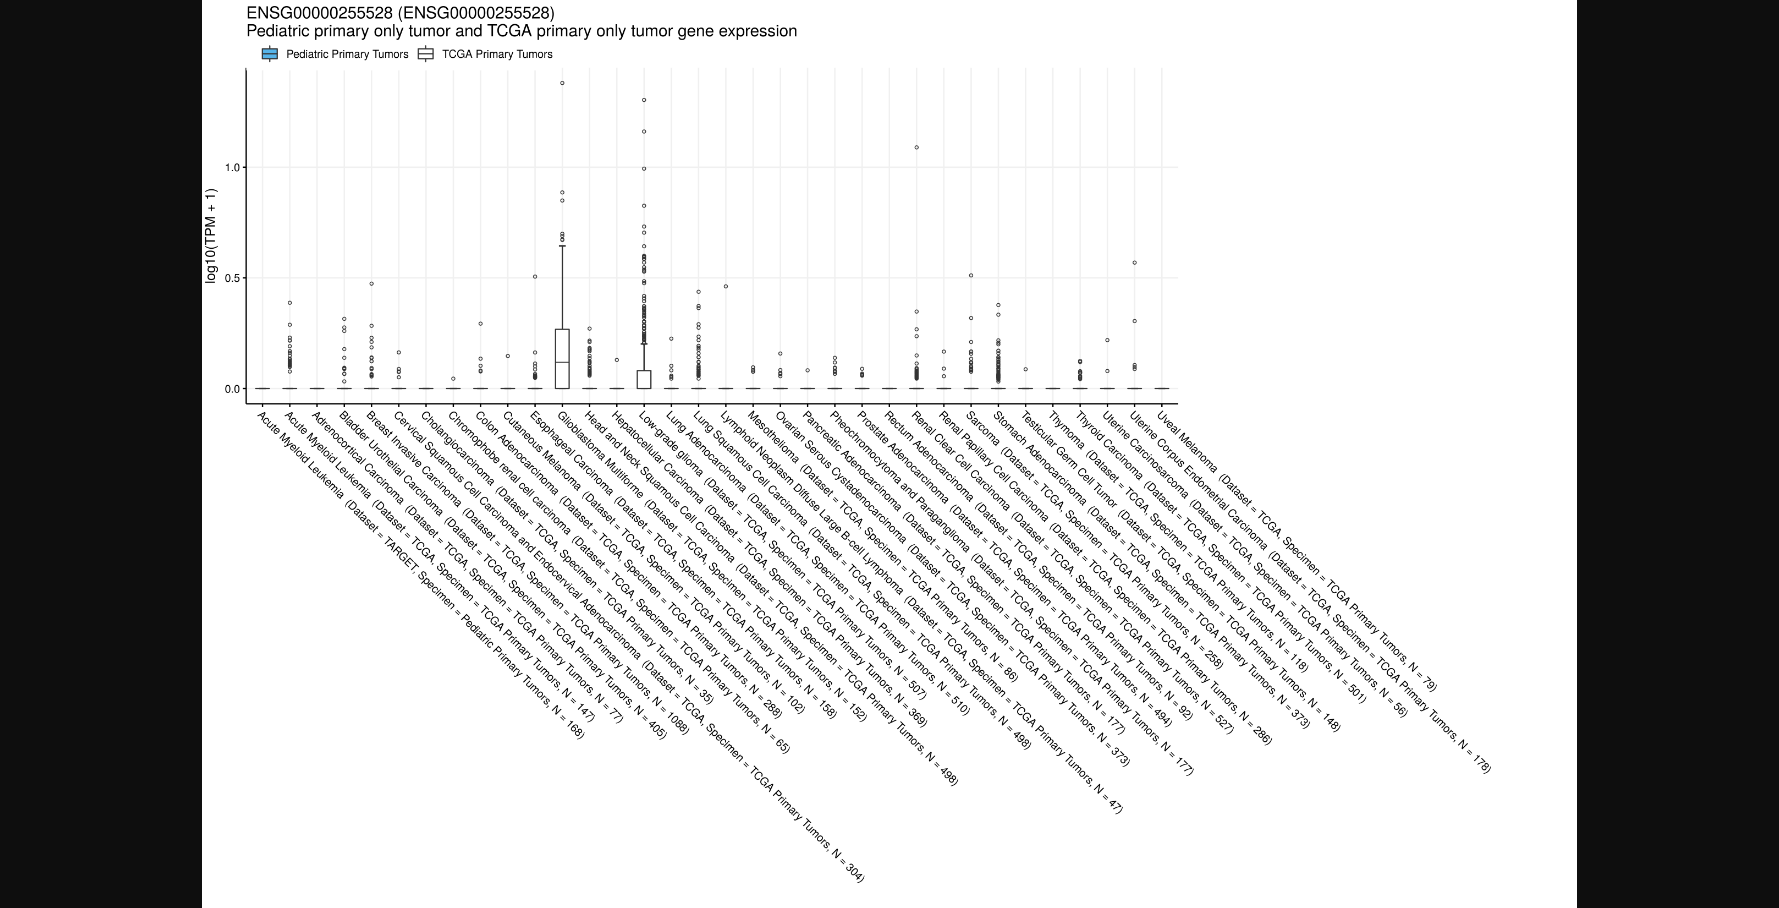 ENSG00000255528 (ENSG00000255528)
Pediatric primary only tumor and TCGA primary only tumor gene expression
Pediatric Primary Tumors
TCGA Primary Tumors
log10(TPM + 1)
1.0
0.5
0.0
Acute Myeloid Leukemia (Dataset = TARGET, Specimen = Pediatric Primary Tumors, N = 168)
Acute Myeloid Leukemia (Dataset = TCGA, Specimen = TCGA Primary Tumors, N = 147)
Adrenocortical Carcinoma (Dataset = TCGA, Specimen = TCGA Primary Tumors, N = 77)
Bladder Urothelial Carcinoma (Dataset = TCGA, Specimen = TCGA Primary Tumors, N = 405)
Breast Invasive Carcinoma (Dataset = TCGA, Specimen = TCGA Primary Tumors, N = 1088)
Cervical Squamous Cell Carcinoma and Endocervical Adenocarcinoma (Dataset = TCGA, Specimen = TCGA Primary Tumors, N = 304)
Cholangiocarcinoma (Dataset = TCGA, Specimen = TCGA Primary Tumors, N = 35)
Chromophobe renal cell carcinoma (Dataset = TCGA, Specimen = TCGA Primary Tumors, N = 65)
Colon Adenocarcinoma (Dataset = TCGA, Specimen = TCGA Primary Tumors, N = 288)
Cutaneous Melanoma (Dataset = TCGA, Specimen = TCGA Primary Tumors, N = 102)
Esophageal Carcinoma (Dataset = TCGA, Specimen = TCGA Primary Tumors, N = 158)
Glioblastoma Multiforme (Dataset = TCGA, Specimen = TCGA Primary Tumors, N = 152)
Head and Neck Squamous Cell Carcinoma (Dataset = TCGA, Specimen = TCGA Primary Tumors, N = 498)
Hepatocellular Carcinoma (Dataset = TCGA, Specimen = TCGA Primary Tumors, N = 369)
Low-grade glioma (Dataset = TCGA, Specimen = TCGA Primary Tumors, N = 507)
Lung Adenocarcinoma (Dataset = TCGA, Specimen = TCGA Primary Tumors, N = 510)
Lung Squamous Cell Carcinoma (Dataset = TCGA, Specimen = TCGA Primary Tumors, N = 498)
Lymphoid Neoplasm Diffuse Large B-cell Lymphoma (Dataset = TCGA, Specimen = TCGA Primary Tumors, N = 47)
Mesothelioma (Dataset = TCGA, Specimen = TCGA Primary Tumors, N = 86)
Ovarian Serous Cystadenocarcinoma (Dataset = TCGA, Specimen = TCGA Primary Tumors, N = 373)
Pancreatic Adenocarcinoma (Dataset = TCGA, Specimen = TCGA Primary Tumors, N = 177)
Pheochromocytoma and Paraganglioma (Dataset = TCGA, Specimen = TCGA Primary Tumors, N = 177)
Prostate Adenocarcinoma (Dataset = TCGA, Specimen = TCGA Primary Tumors, N = 494)
Rectum Adenocarcinoma (Dataset = TCGA, Specimen = TCGA Primary Tumors, N = 92)
Renal Clear Cell Carcinoma (Dataset = TCGA, Specimen = TCGA Primary Tumors, N = 527)
Renal Papillary Cell Carcinoma (Dataset = TCGA, Specimen = TCGA Primary Tumors, N = 286)
Sarcoma (Dataset = TCGA, Specimen = TCGA Primary Tumors, N = 258)
Stomach Adenocarcinoma (Dataset = TCGA, Specimen = TCGA Primary Tumors, N = 373)
Testicular Germ Cell Tumor (Dataset = TCGA, Specimen = TCGA Primary Tumors, N = 148)
Thymoma (Dataset = TCGA, Specimen = TCGA Primary Tumors, N = 118)
Thyroid Carcinoma (Dataset = TCGA, Specimen = TCGA Primary Tumors, N = 501)
Uterine Carcinosarcoma (Dataset = TCGA, Specimen = TCGA Primary Tumors, N = 56)
Uterine Corpus Endometrial Carcinoma (Dataset = TCGA, Specimen = TCGA Primary Tumors, N = 178)
Uveal Melanoma (Dataset = TCGA, Specimen = TCGA Primary Tumors, N = 79)